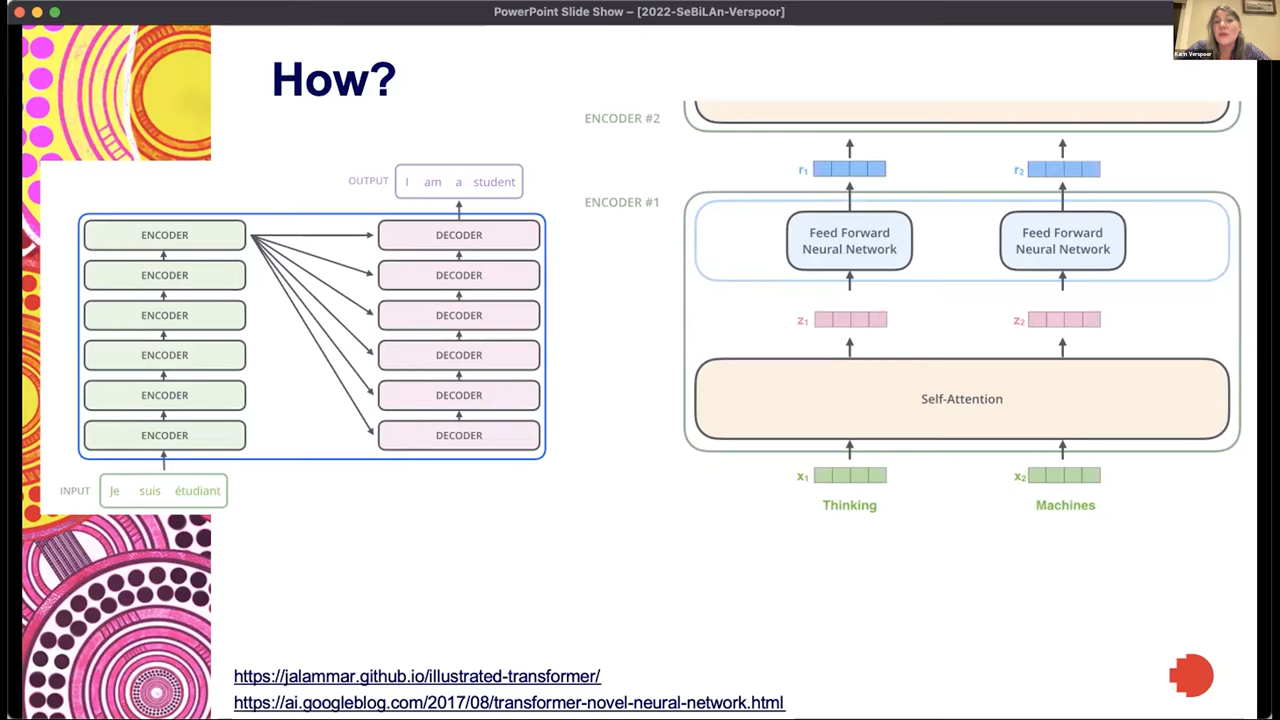 PowerPoint Slide Show – [2022-SeBiLAn-Verspoor]
Karin Verspoor
How?
OUTPUT I am a student
ENCODER DECODER
ENCODER DECODER
ENCODER DECODER
ENCODER DECODER
ENCODER DECODER
ENCODER DECODER
INPUT Je suis étudiant
ENCODER #2
r1 r2
ENCODER #1
Feed Forward Neural Network Feed Forward Neural Network
z1 z2
Self-Attention
x1 x2
Thinking Machines
https://jalammar.github.io/illustrated-transformer/
https://ai.googleblog.com/2017/08/transformer-novel-neural-network.html